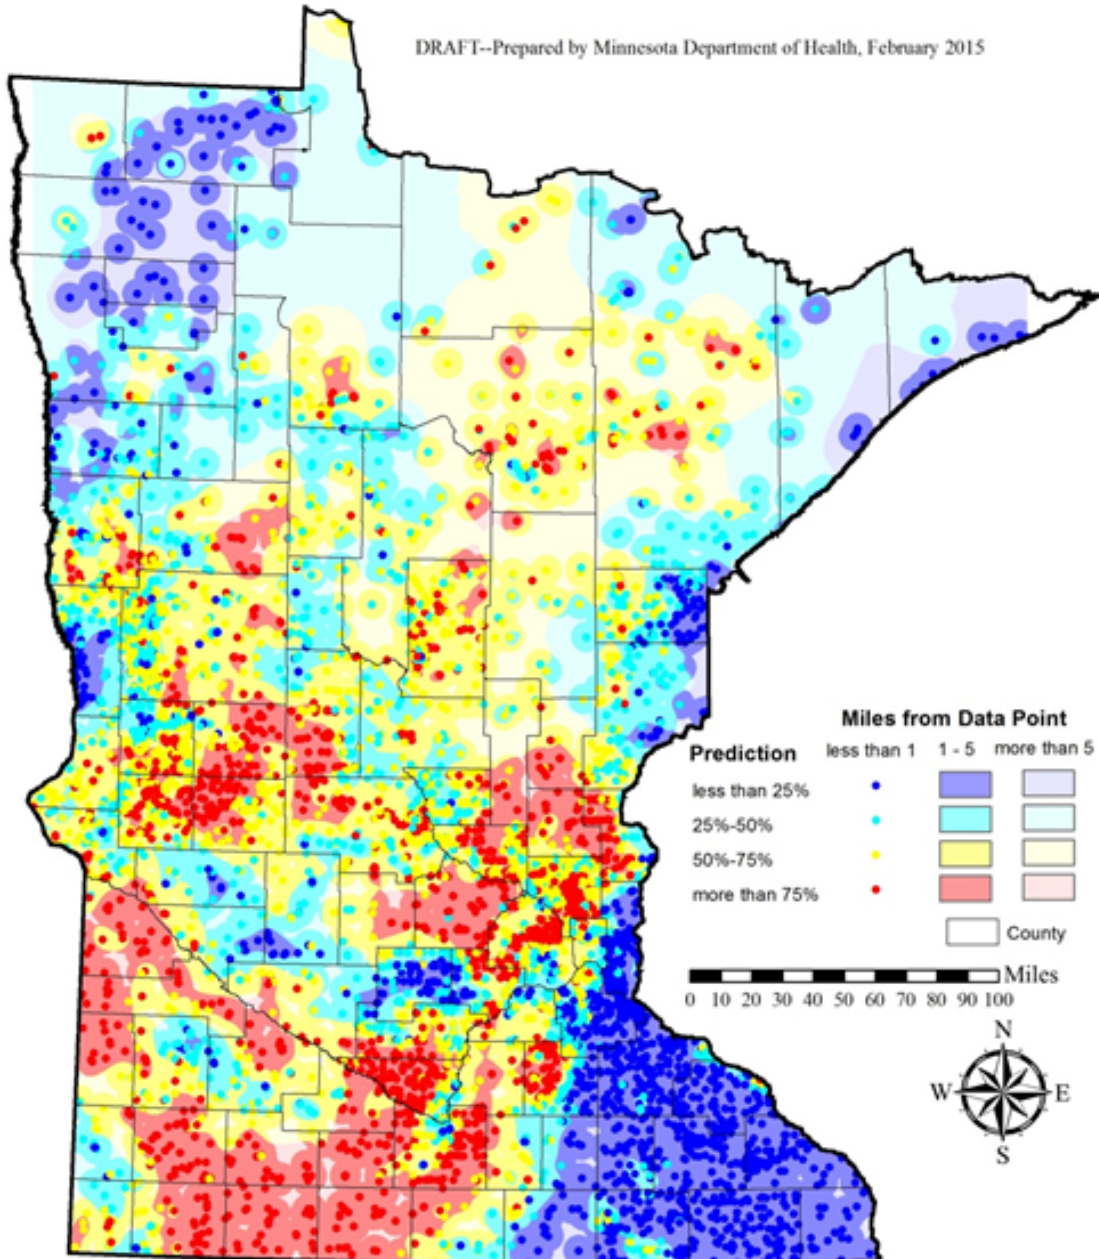 DRAFT--Prepared by Minnesota Department of Health, February 2015
Miles from Data Point
Prediction less than 1 1 - 5 more than 5
less than 25%
25%-50%
50%-75%
more than 75%
County
Miles
0 10 20 30 40 50 60 70 80 90 100
N
W E
S